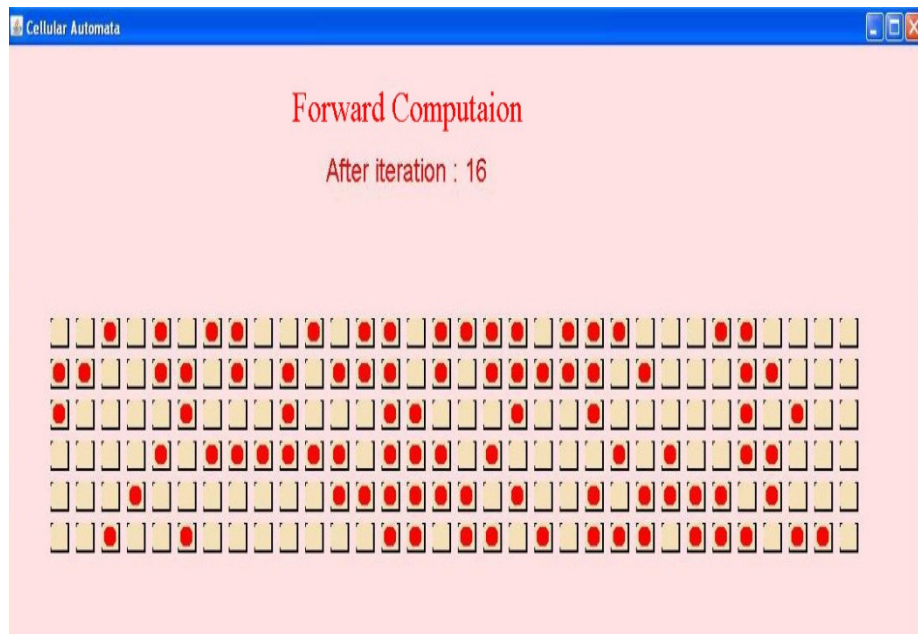 Cellular Automata
Forward Computaion
After iteration : 16